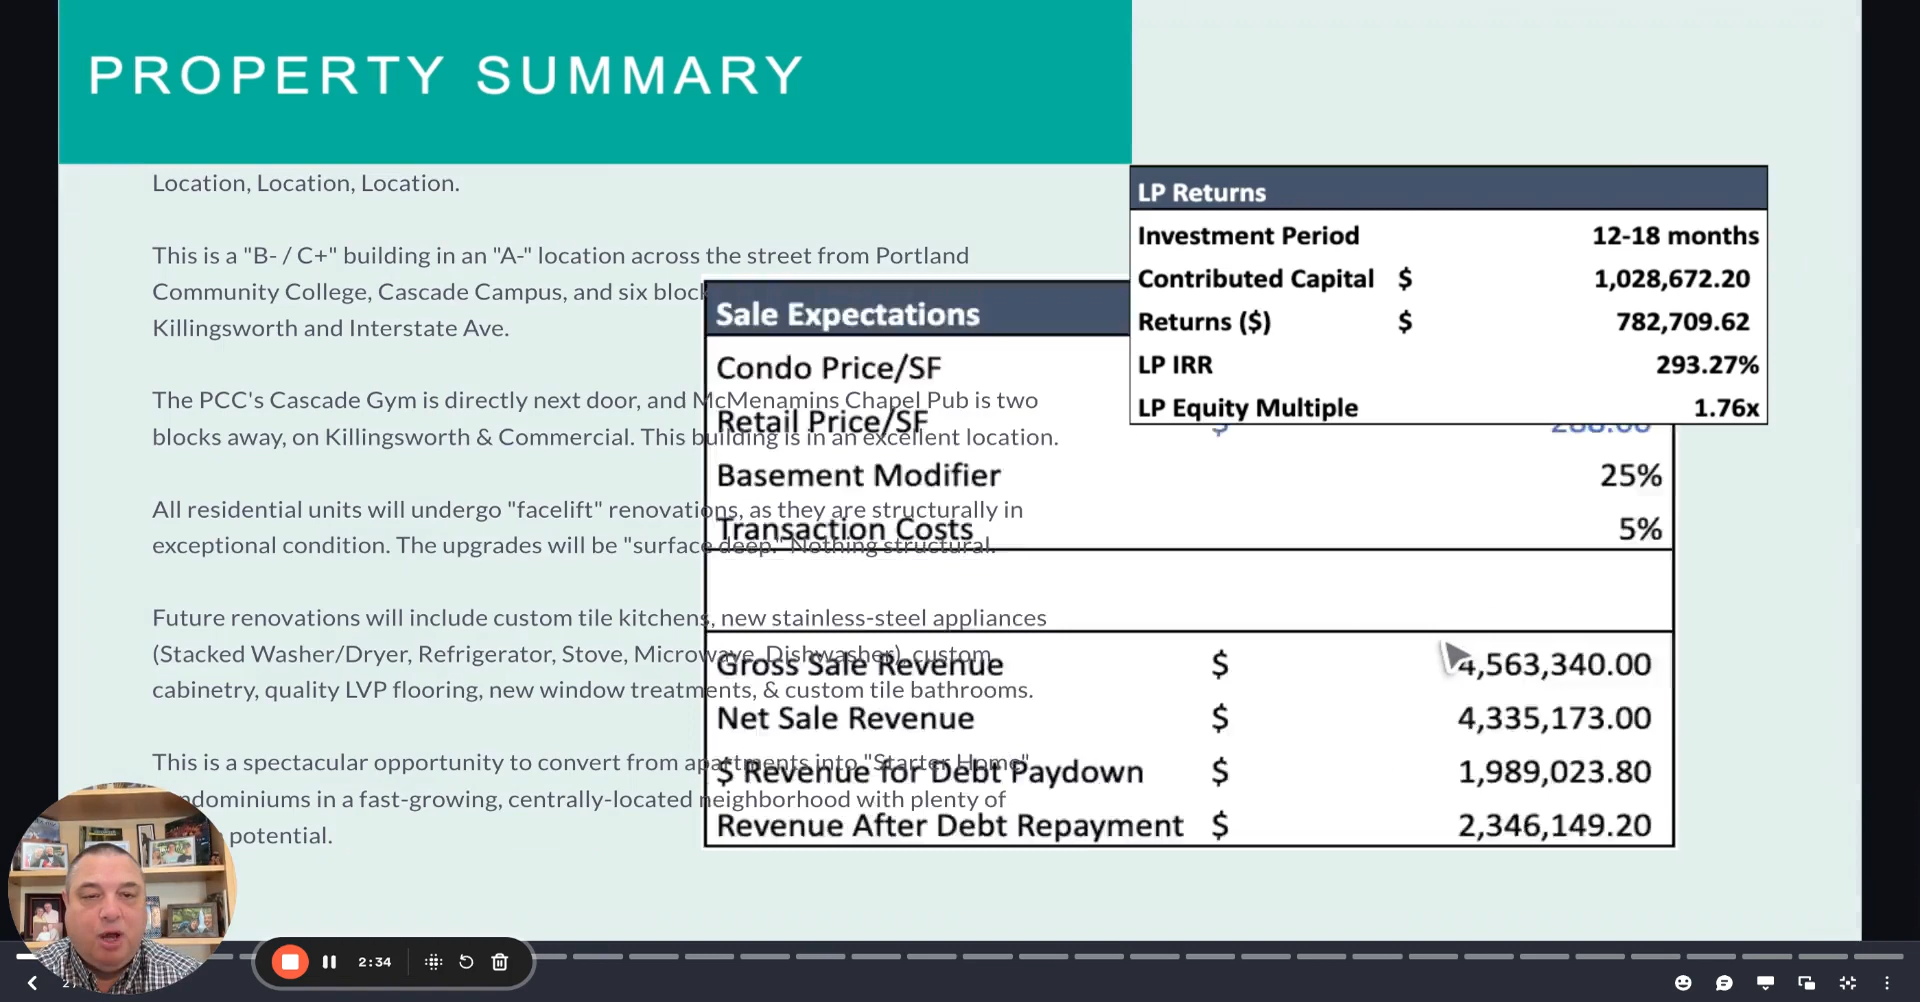 PROPERTY SUMMARY
Location, Location, Location.
This is a "B- / C+" building in an "A-" location across the street from Portland
Community College, Cascade Campus, and six block
Killingsworth and Interstate Ave.
The PCC's Cascade Gym is directly next door, and McMenamins Chapel Pub is two
blocks away, on Killingsworth & Commercial. This building is in an excellent location.
All residential units will undergo "facelift" renovations, as they are structurally in
exceptional condition. The upgrades will be "surface deep." Nothing structural.
Future renovations will include custom tile kitchens, new stainless-steel appliances
(Stacked Washer/Dryer, Refrigerator, Stove, Microwave, Dishwasher), custom
cabinetry, quality LVP flooring, new window treatments, & custom tile bathrooms.
This is a spectacular opportunity to convert from apartments into "Starter Home"
ndominiums in a fast-growing, centrally-located neighborhood with plenty of
potential.
LP Returns
Investment Period 12-18 months
Contributed Capital $ 1,028,672.20
Returns ($) $ 782,709.62
LP IRR 293.27%
LP Equity Multiple 1.76x
Sale Expectations
Condo Price/SF
Retail Price/SF $
Basement Modifier 25%
Transaction Costs 5%
Gross Sale Revenue $ 4,563,340.00
Net Sale Revenue $ 4,335,173.00
$ Revenue for Debt Paydown $ 1,989,023.80
Revenue After Debt Repayment $ 2,346,149.20
2:34